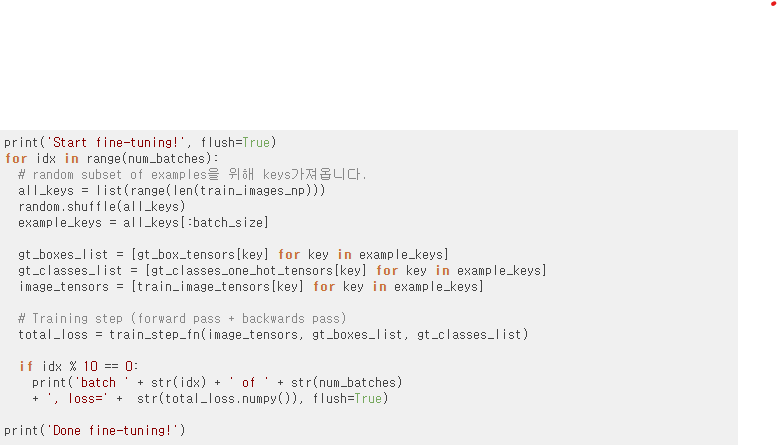 print('Start fine-tuning!', flush=True)
for idx in range(num_batches):
  # random subset of examples을 위해 keys가져옵니다.
  all_keys = list(range(len(train_images_np)))
  random.shuffle(all_keys)
  example_keys = all_keys[:batch_size]

  gt_boxes_list = [gt_box_tensors[key] for key in example_keys]
  gt_classes_list = [gt_classes_one_hot_tensors[key] for key in example_keys]
  image_tensors = [train_image_tensors[key] for key in example_keys]

  # Training step (forward pass + backwards pass)
  total_loss = train_step_fn(image_tensors, gt_boxes_list, gt_classes_list)

  if idx % 10 == 0:
    print('batch ' + str(idx) + ' of ' + str(num_batches)
    + ', loss=' +  str(total_loss.numpy()), flush=True)

print('Done fine-tuning!')